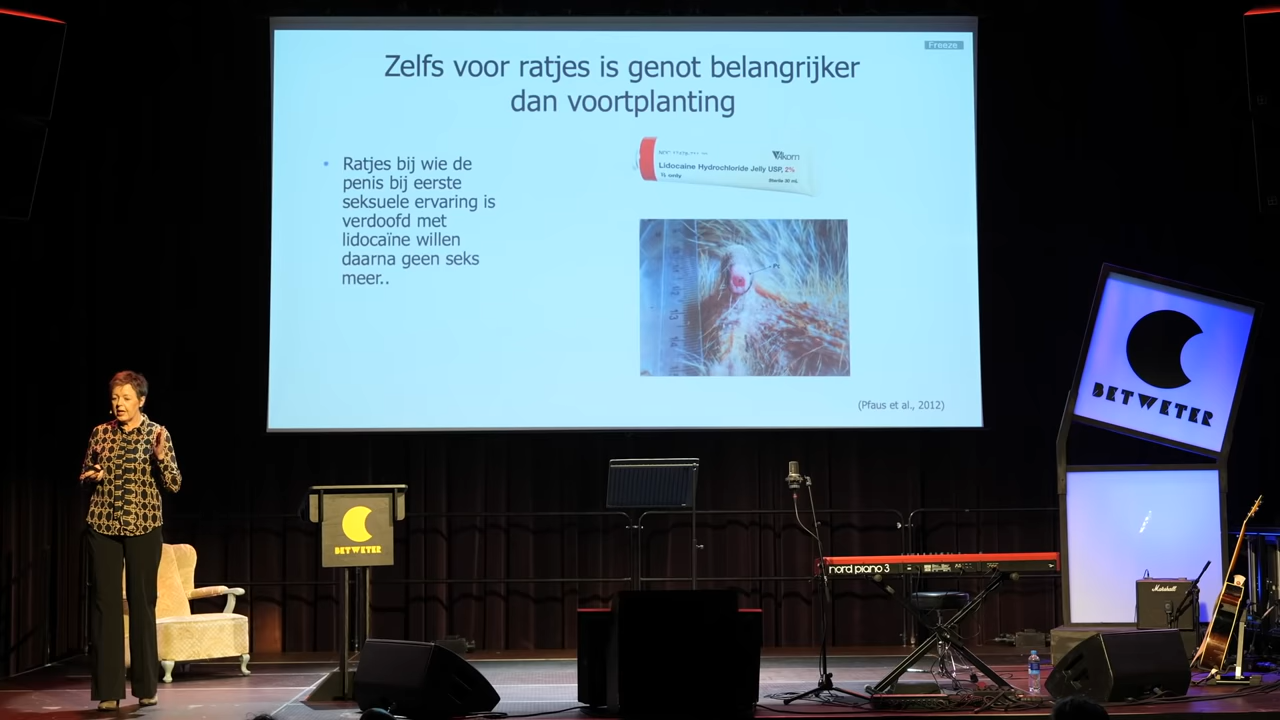 Freeze
Zelfs voor ratjes is genot belangrijker
dan voortplanting
Ratjes bij wie de
penis bij eerste
seksuele ervaring is
verdoofd met
lidocaïne willen
daarna geen seks
meer..
Lidocaine Hydrochloride Jelly USP, 2%
(Pfaus et al., 2012)
BETWETER
BETWETER
nord piano 3
Marshall